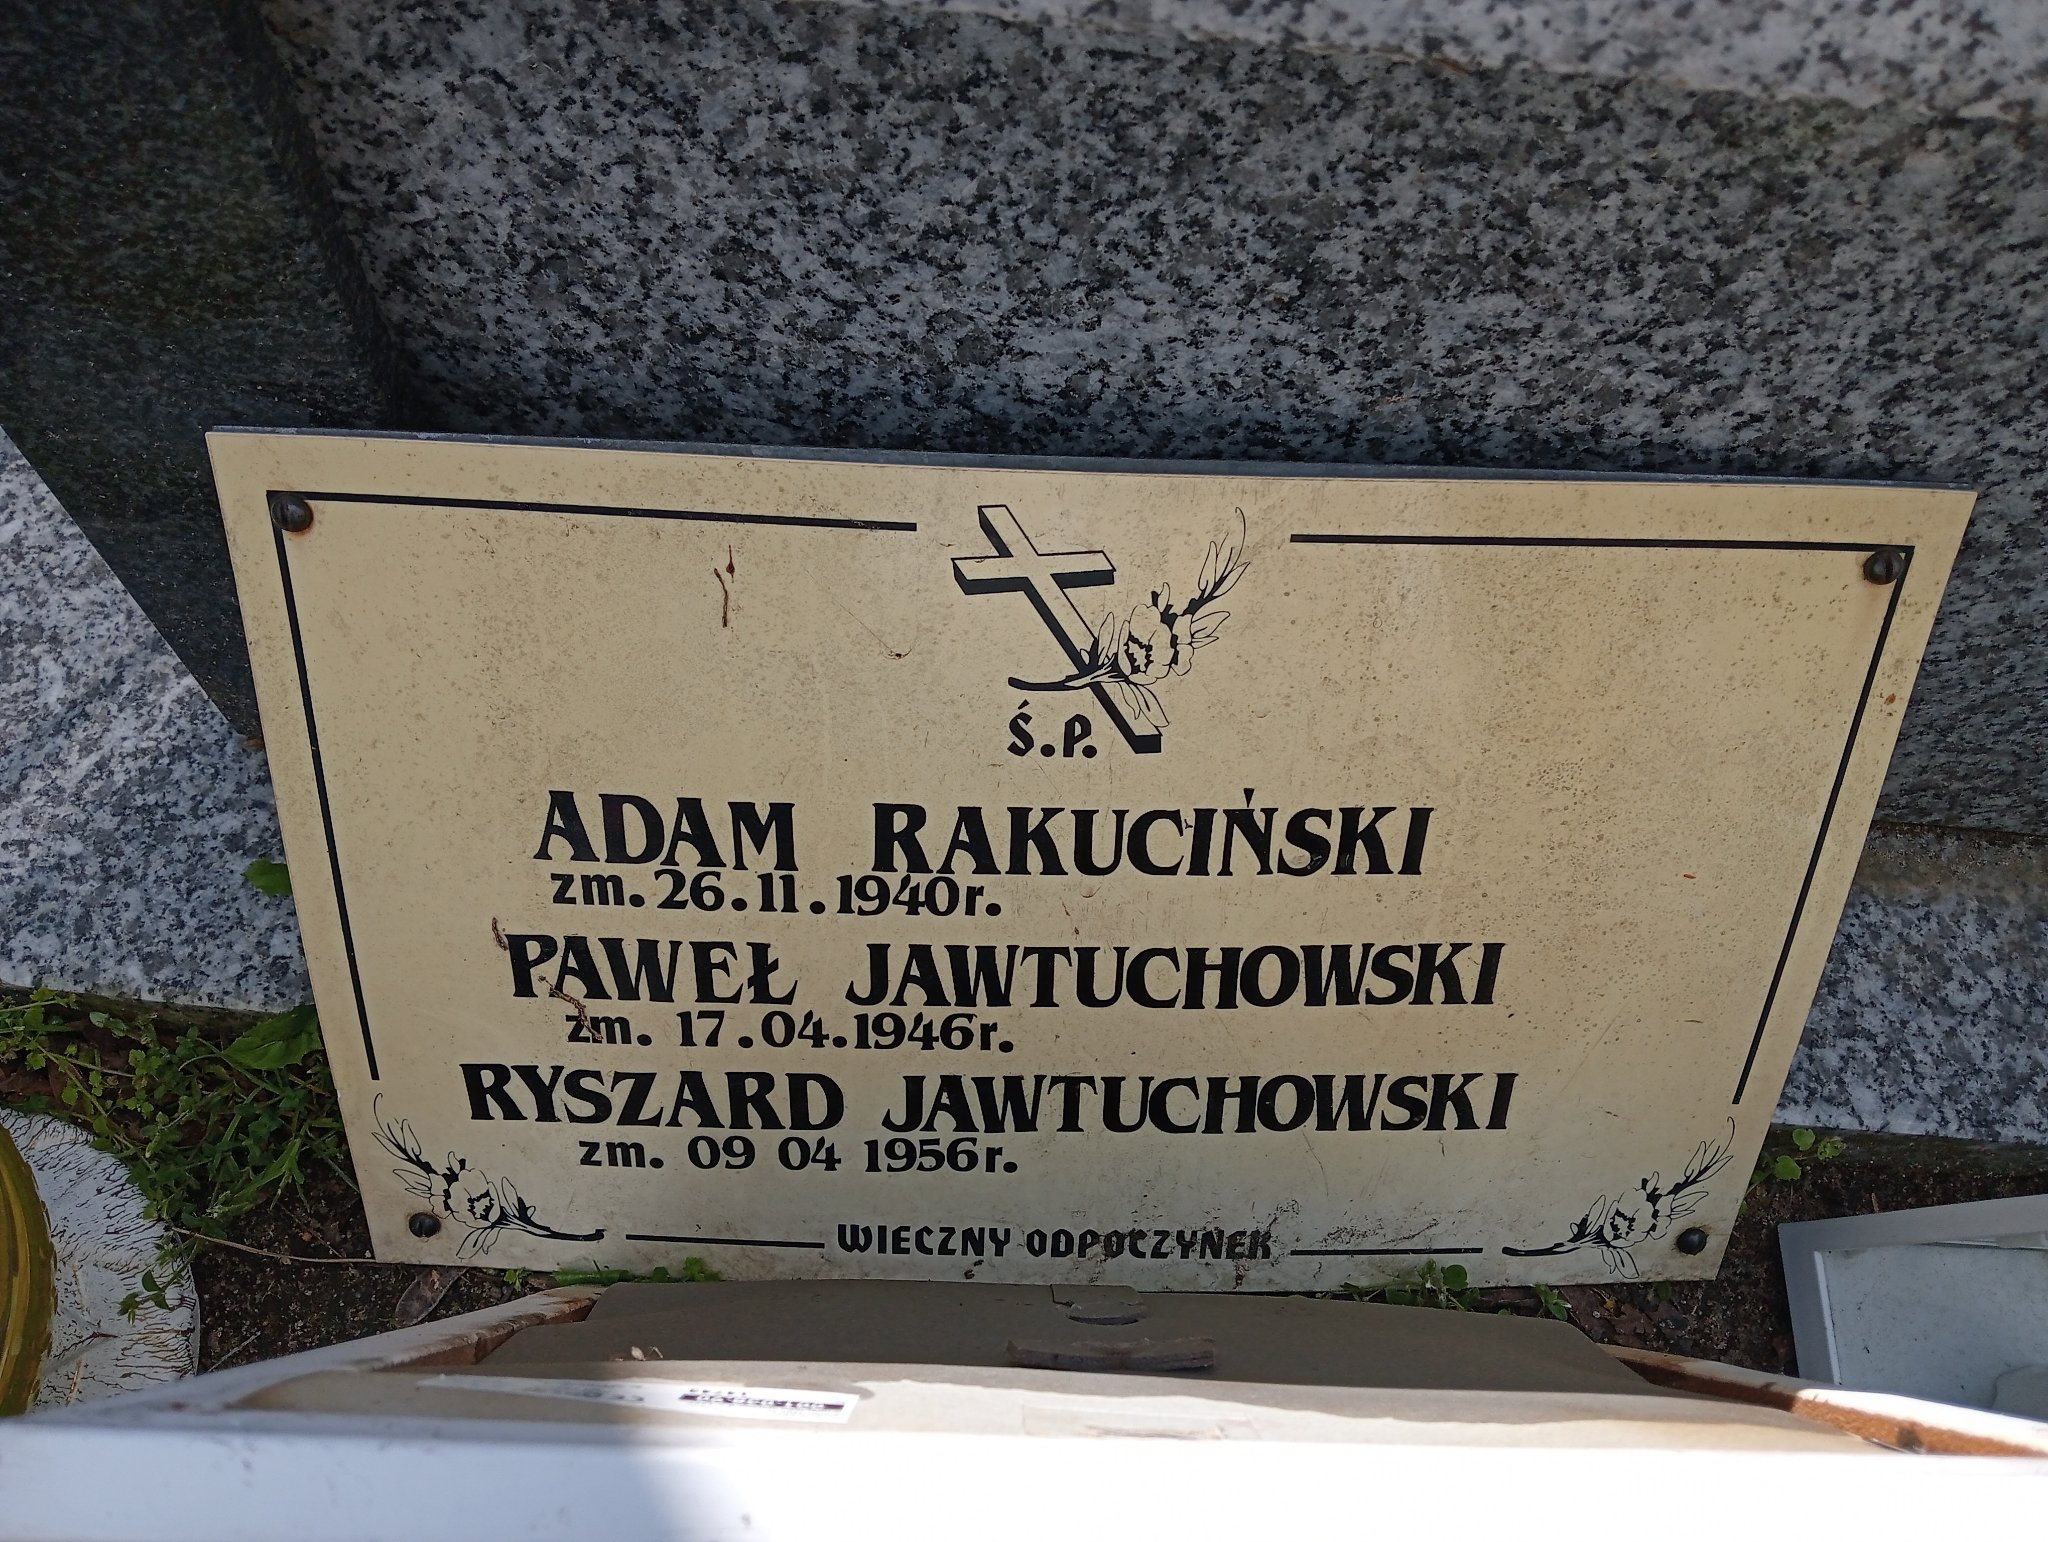 Ś.P.
ADAM RAKUCIŃSKI
zm. 26.11.1940r.
PAWEŁ JAWTUCHOWSKI
zm. 17.04.1946r.
RYSZARD JAWTUCHOWSKI
zm. 09 04 1956r.
WIECZNY ODPOCZYNEK